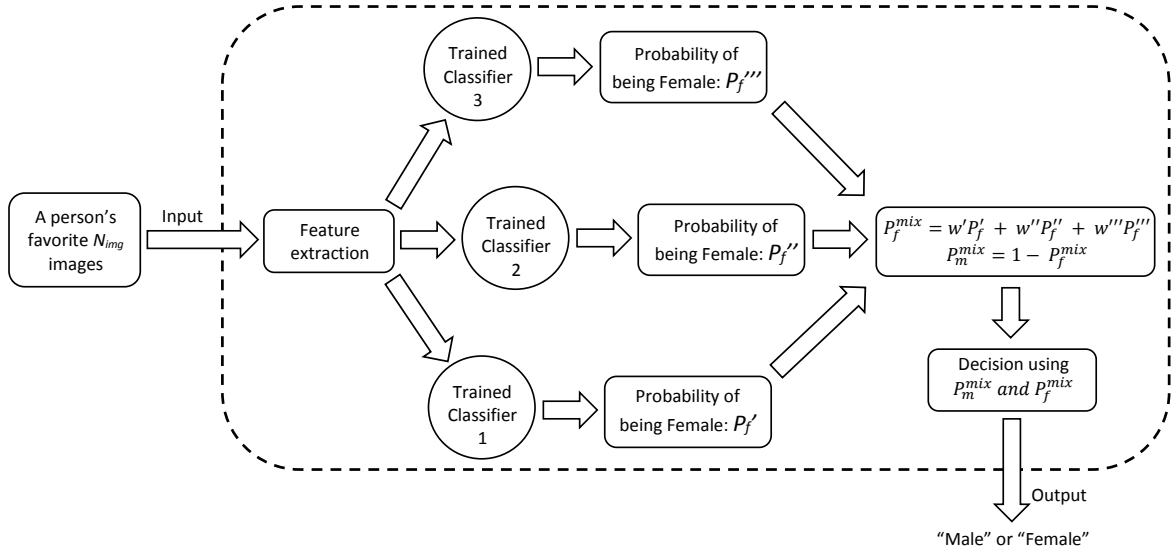 A person's
favorite N_img
images
Input
Feature
extraction
Trained
Classifier
3
Probability of
being Female: P_f'''
Trained
Classifier
2
Probability of
being Female: P_f''
Trained
Classifier
1
Probability of
being Female: P_f'
P_f^mix = w'P_f' + w''P_f'' + w'''P_f'''
P_m^mix = 1 − P_f^mix
Decision using
P_m^mix and P_f^mix
Output
“Male” or “Female”